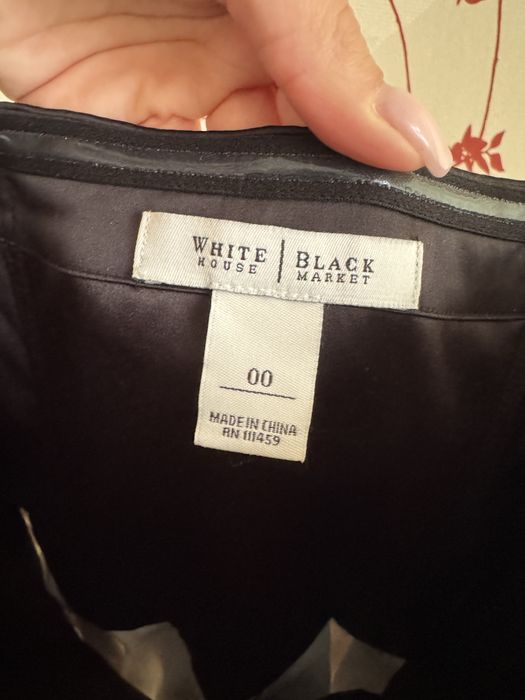 WHITE | BLACK
HOUSE MARKET
00
MADE IN CHINA
RN 111459